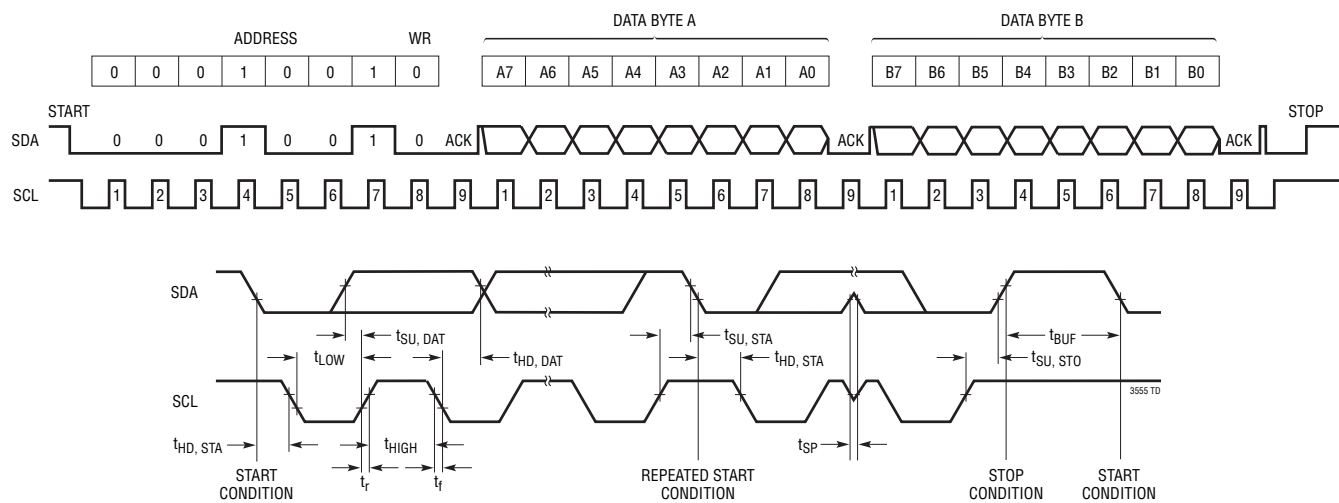 DATA BYTE A DATA BYTE B
ADDRESS WR
0 0 0 1 0 0 1 0 A7 A6 A5 A4 A3 A2 A1 A0 B7 B6 B5 B4 B3 B2 B1 B0
START STOP
SDA 0 0 0 1 0 0 1 0 ACK ACK ACK
SCL 1 2 3 4 5 6 7 8 9 1 2 3 4 5 6 7 8 9 1 2 3 4 5 6 7 8 9
SDA
tSU, DAT tSU, STA tBUF
tLOW tHD, DAT tHD, STA tSU, STO
SCL 3555 TD
tHD, STA tHIGH tSP
tr tf
START CONDITION REPEATED START CONDITION STOP CONDITION START CONDITION